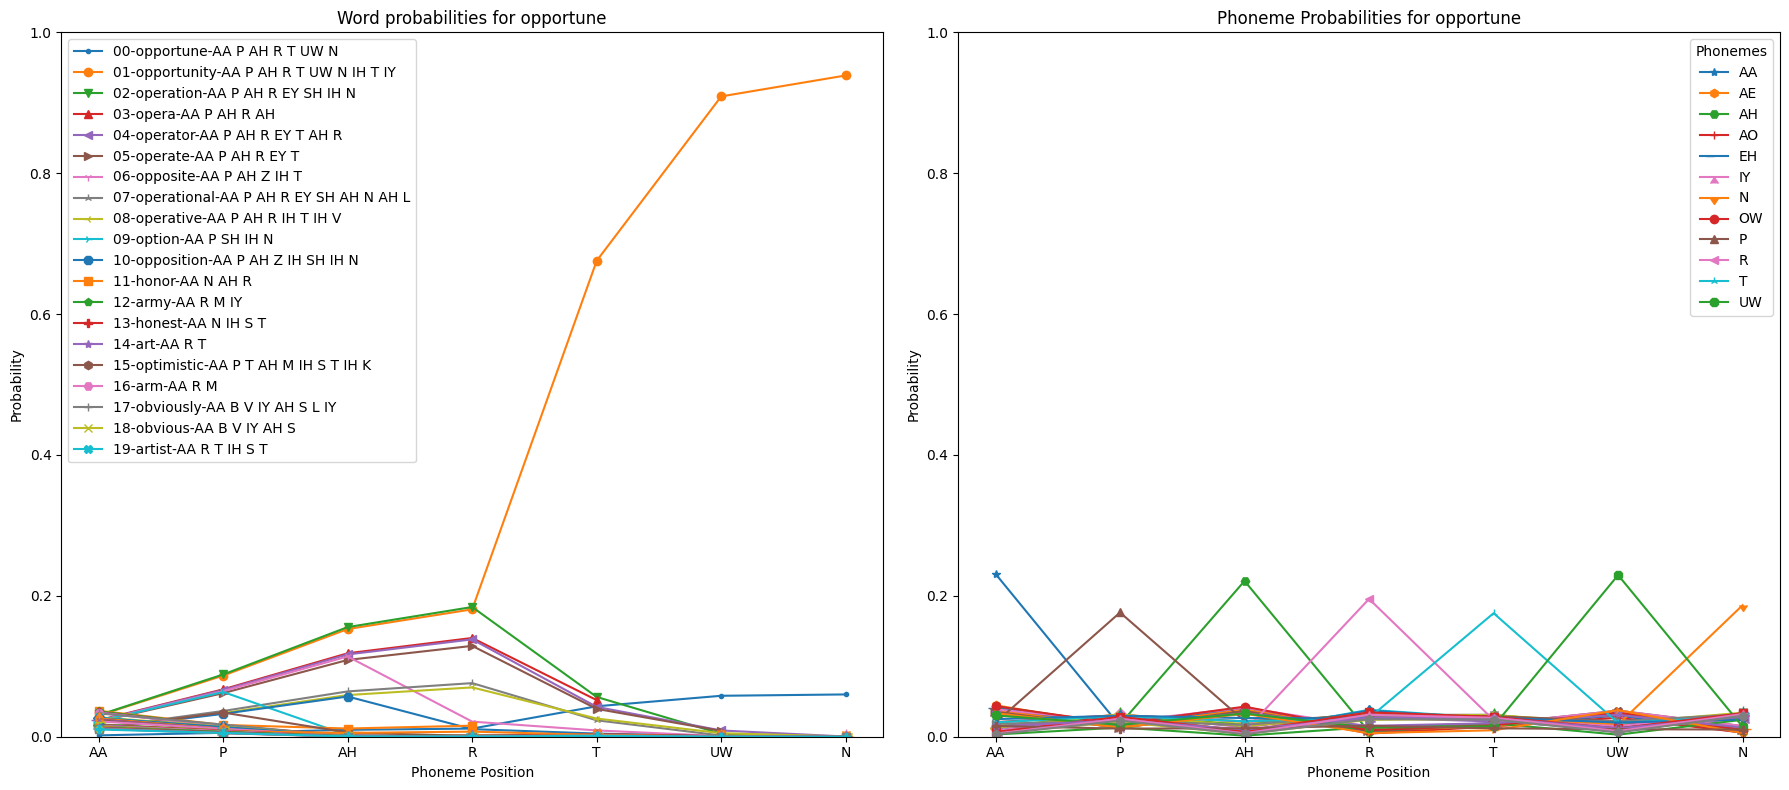 Word probabilities for opportune
1.0
0.8
0.6
0.4
0.2
0.0
Probability
00-opportune-AA P AH R T UW N
01-opportunity-AA P AH R T UW N IH T IY
02-operation-AA P AH R EY SH IH N
03-opera-AA P AH R AH
04-operator-AA P AH R EY T AH R
05-operate-AA P AH R EY T
06-opposite-AA P AH Z IH T
07-operational-AA P AH R EY SH AH N AH L
08-operative-AA P AH R IH T IH V
09-option-AA P SH IH N
10-opposition-AA P AH Z IH SH IH N
11-honor-AA N AH R
12-army-AA R M IY
13-honest-AA N IH S T
14-art-AA R T
15-optimistic-AA P T AH M IH S T IH K
16-arm-AA R M
17-obviously-AA B V IY AH S L IY
18-obvious-AA B V IY AH S
19-artist-AA R T IH S T
AA P AH R T UW N
Phoneme Position
Phoneme Probabilities for opportune
1.0
0.8
0.6
0.4
0.2
0.0
Probability
Phonemes
AA
AE
AH
AO
EH
IY
N
OW
P
R
T
UW
AA P AH R T UW N
Phoneme Position